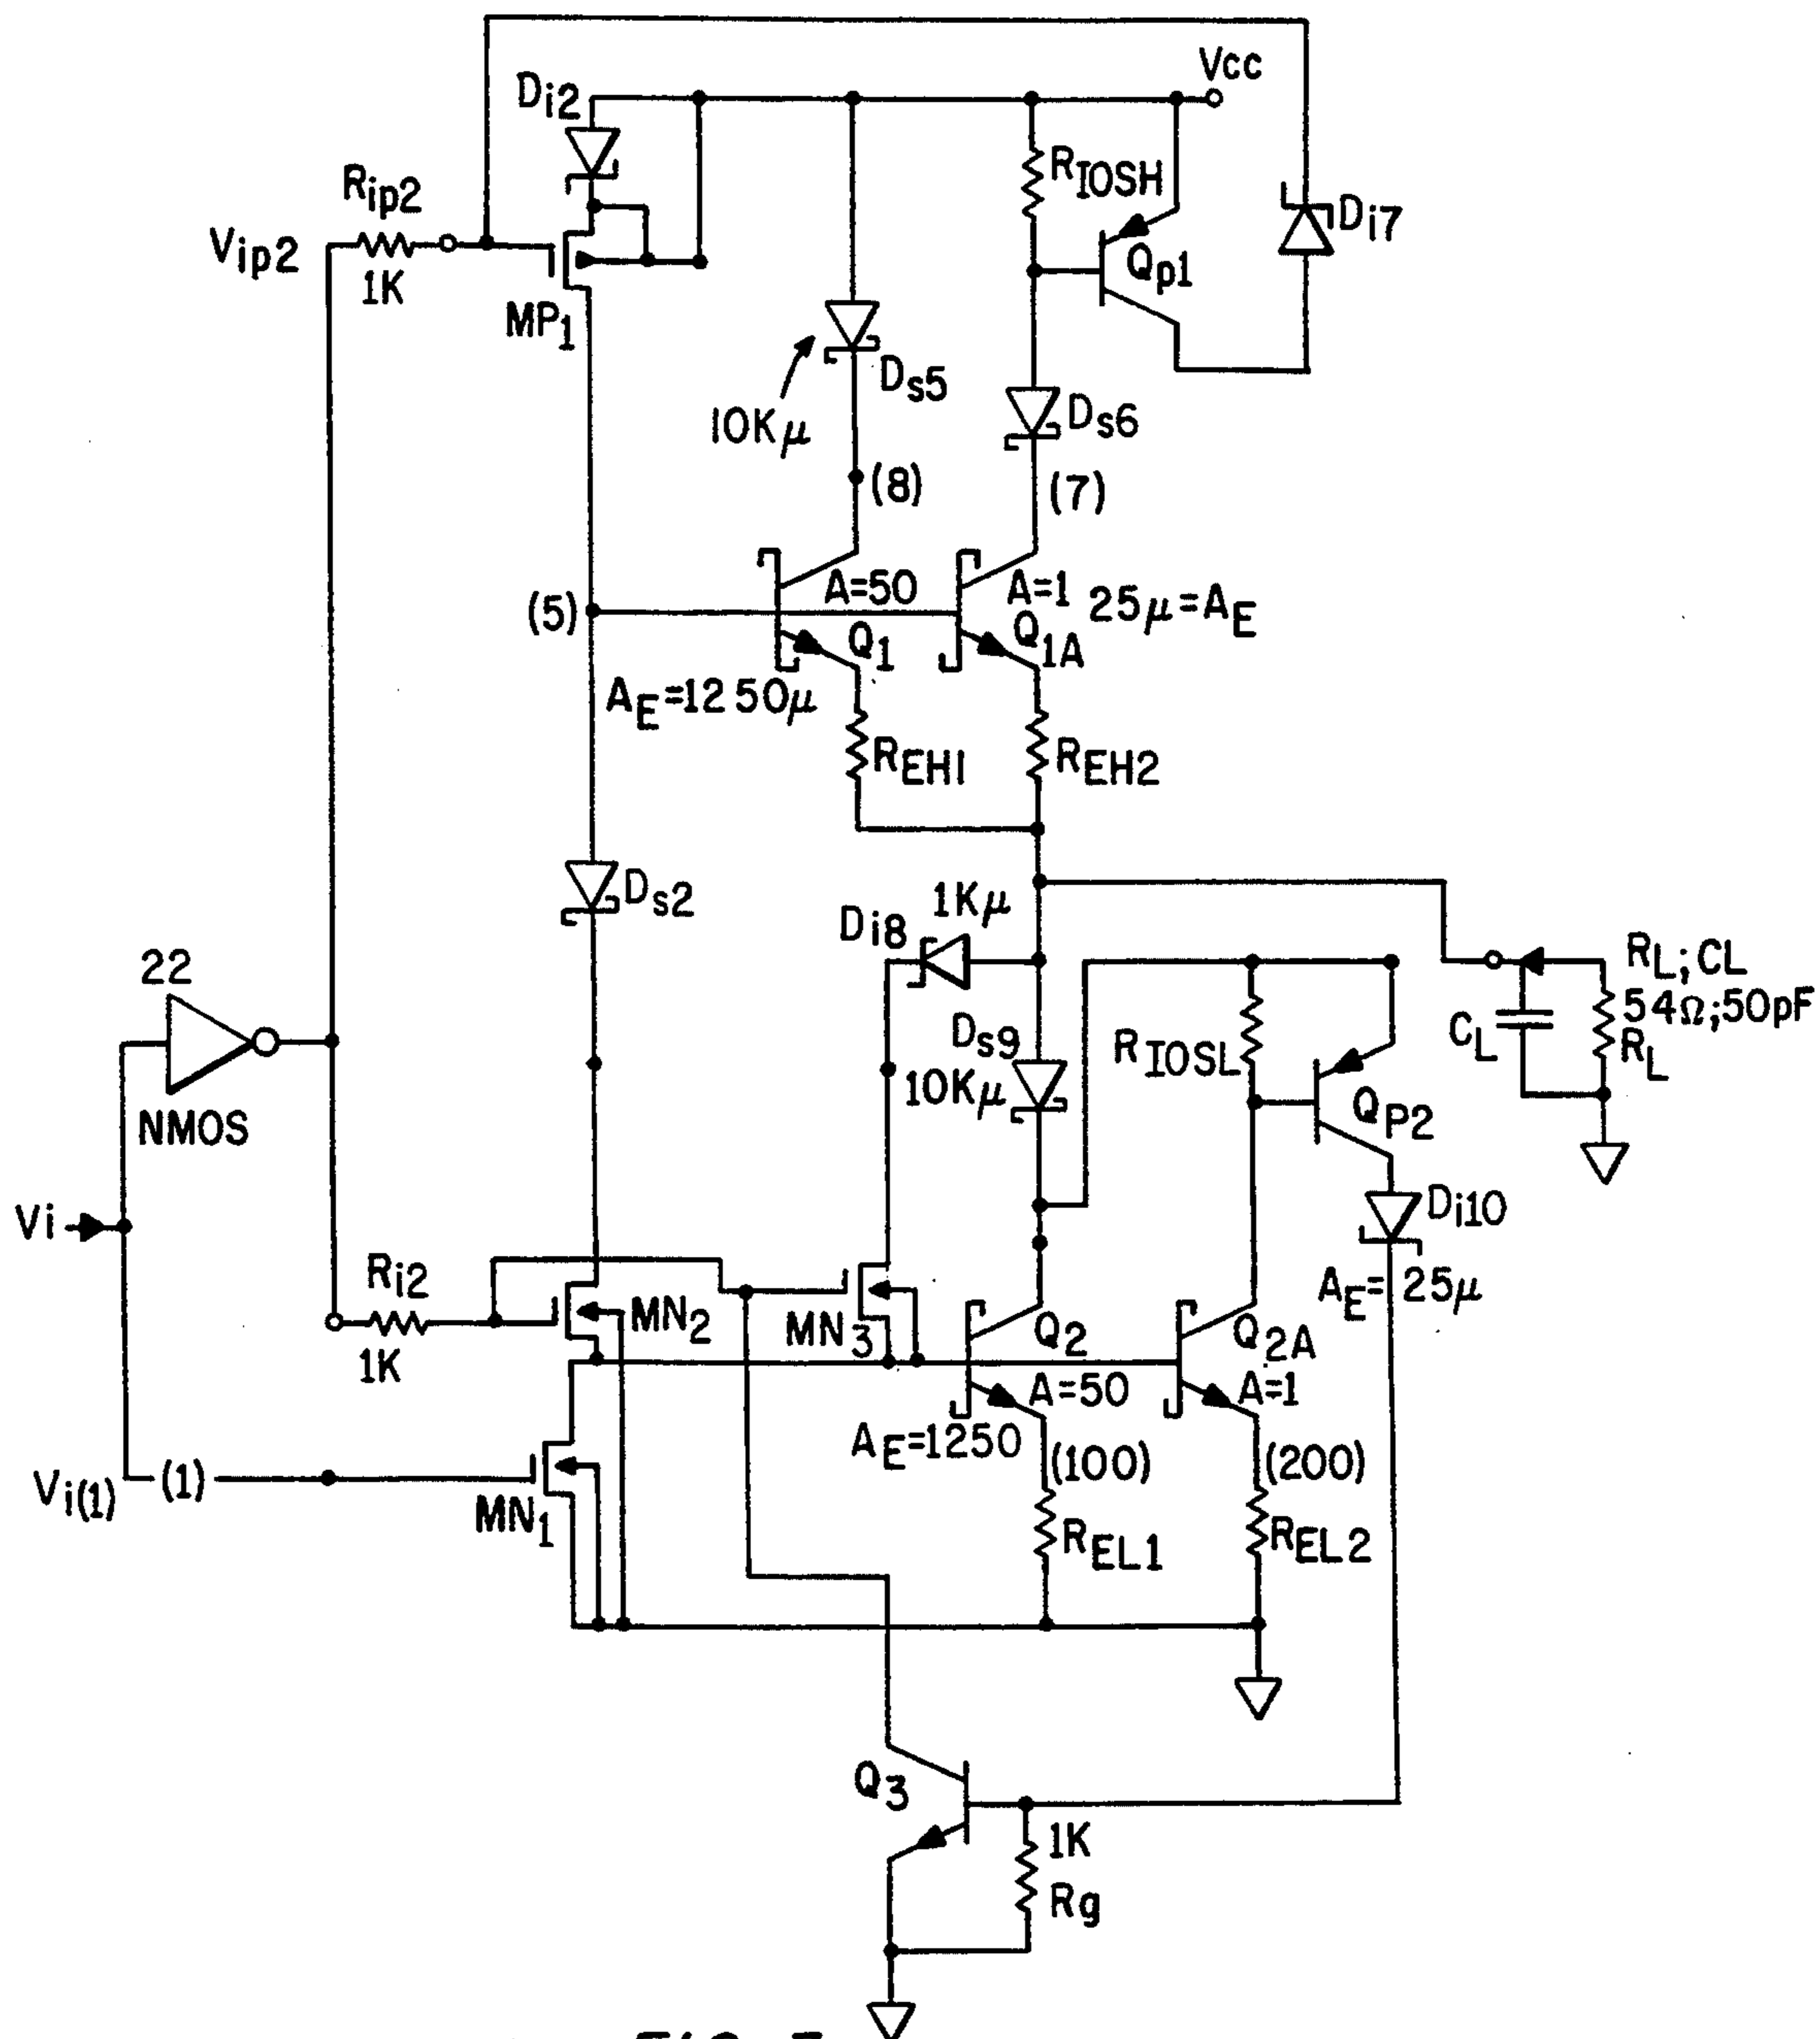 Vcc
Di2
RIOSH
Rip2
Di7
Vip2
Qp1
1K
MP1
Ds5
Ds6
10Kμ
(8)
(7)
A=50
A=1
25μ=AE
(5)
Q1
Q1A
AE=1250μ
REH1
REH2
Ds2
1Kμ
Di8
22
RL;CL
54Ω;50pF
Ds9
RIOSL
CL
RL
10Kμ
NMOS
QP2
Vi
Di10
Ri2
AE=25μ
MN2
MN3
Q2
Q2A
1K
A=50
A=1
AE=1250
(100)
(200)
Vi(1)
(1)
MN1
REL1
REL2
Q3
1K
Rg